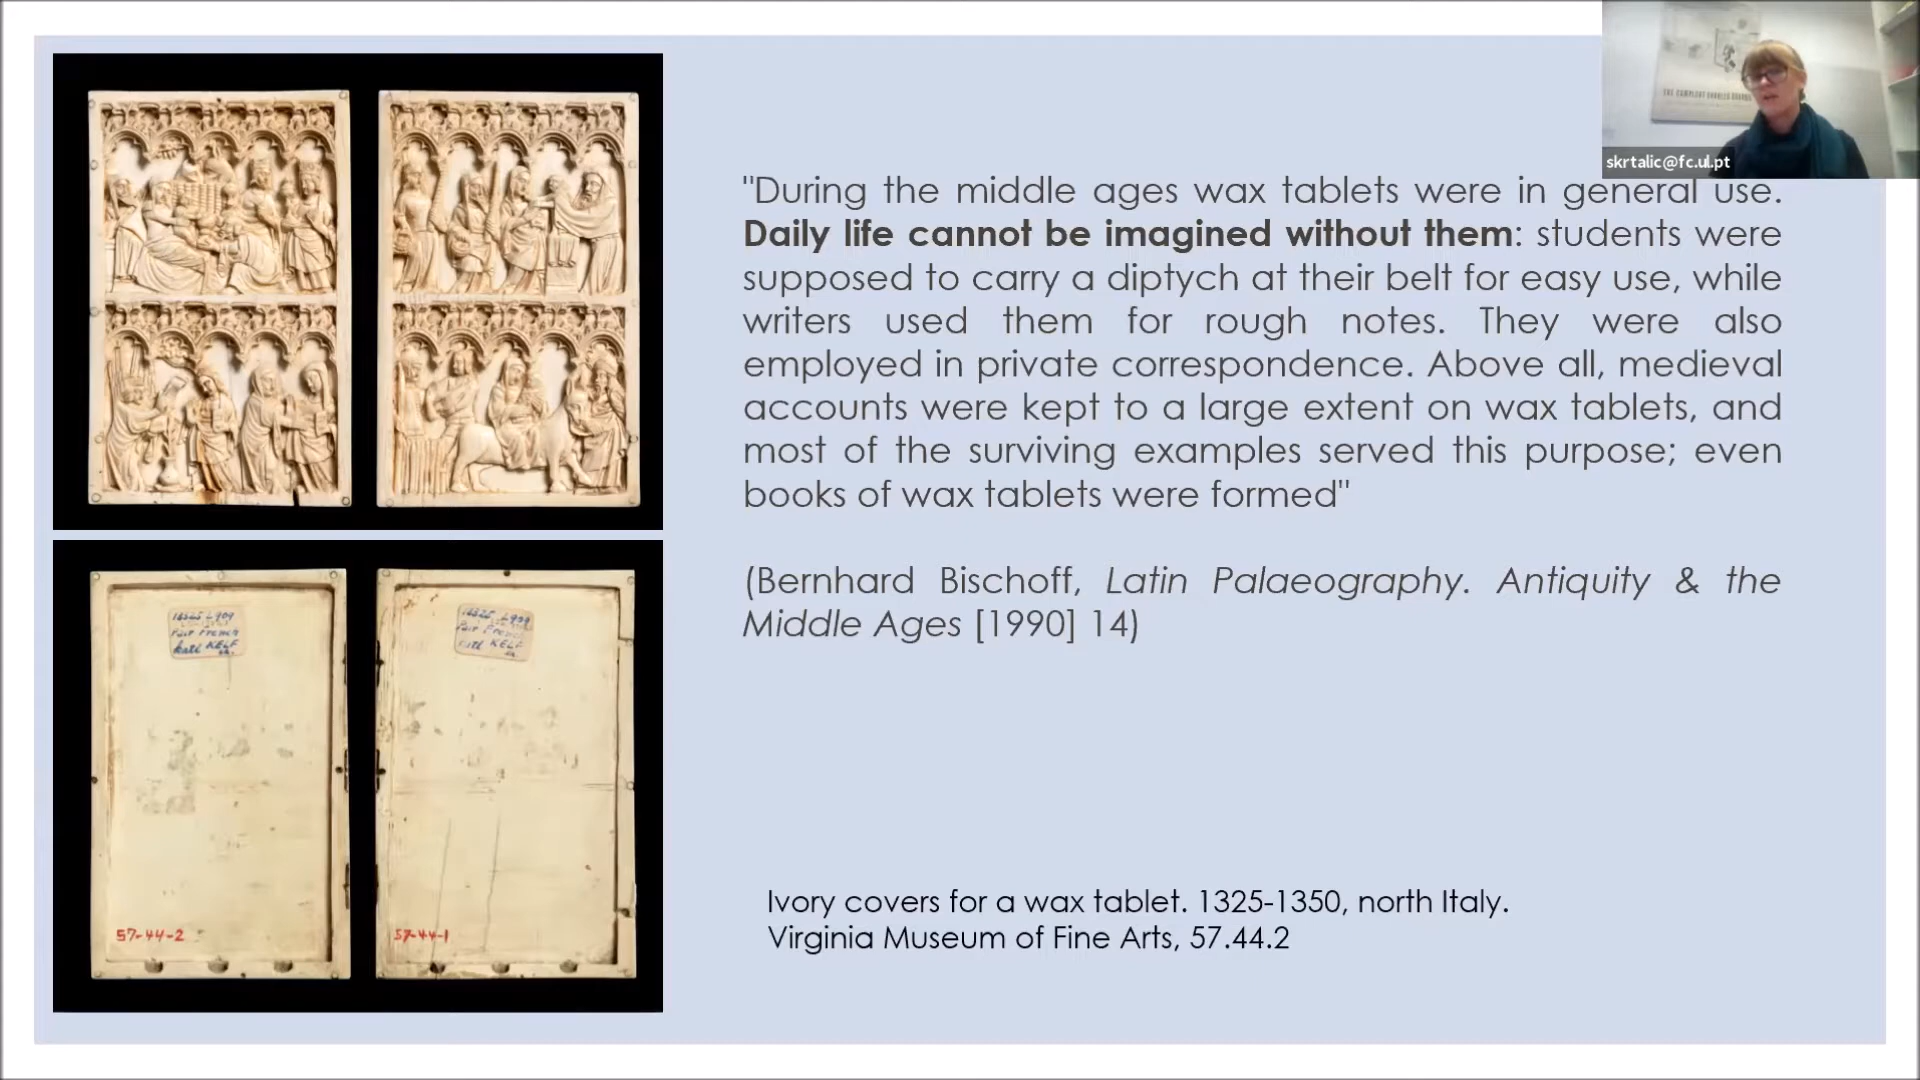 "During the middle ages wax tablets were in general use.
Daily life cannot be imagined without them: students were
supposed to carry a diptych at their belt for easy use, while
writers used them for rough notes. They were also
employed in private correspondence. Above all, medieval
accounts were kept to a large extent on wax tablets, and
most of the surviving examples served this purpose; even
books of wax tablets were formed"
(Bernhard Bischoff, Latin Palaeography. Antiquity & the
Middle Ages [1990] 14)
Ivory covers for a wax tablet. 1325-1350, north Italy.
Virginia Museum of Fine Arts, 57.44.2
skrtalic@fc.ul.pt
57-44-2
57-44-1